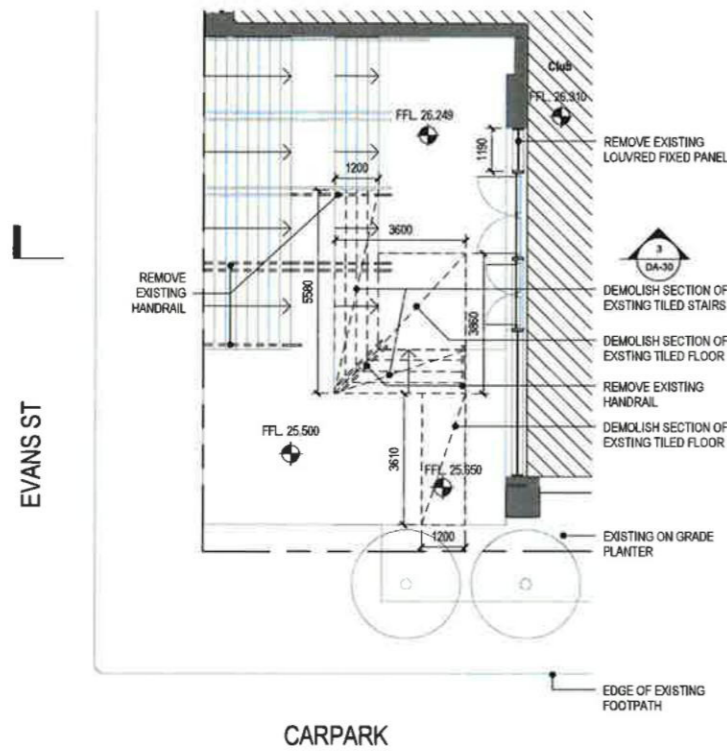 Club
FFL. 26.310
FFL. 26.249
1190
REMOVE EXISTING
LOUVRED FIXED PANEL
1200
3600
3
DA-30
REMOVE
EXISTING
HANDRAIL
5580
3860
DEMOLISH SECTION OF
EXSTING TILED STAIRS
DEMOLISH SECTION OF
EXSTING TILED FLOOR
REMOVE EXISTING
HANDRAIL
DEMOLISH SECTION OF
EXSTING TILED FLOOR
EVANS ST
FFL. 25.500
3610
FFL. 25.650
1200
EXISTING ON GRADE
PLANTER
EDGE OF EXISTING
FOOTPATH
CARPARK